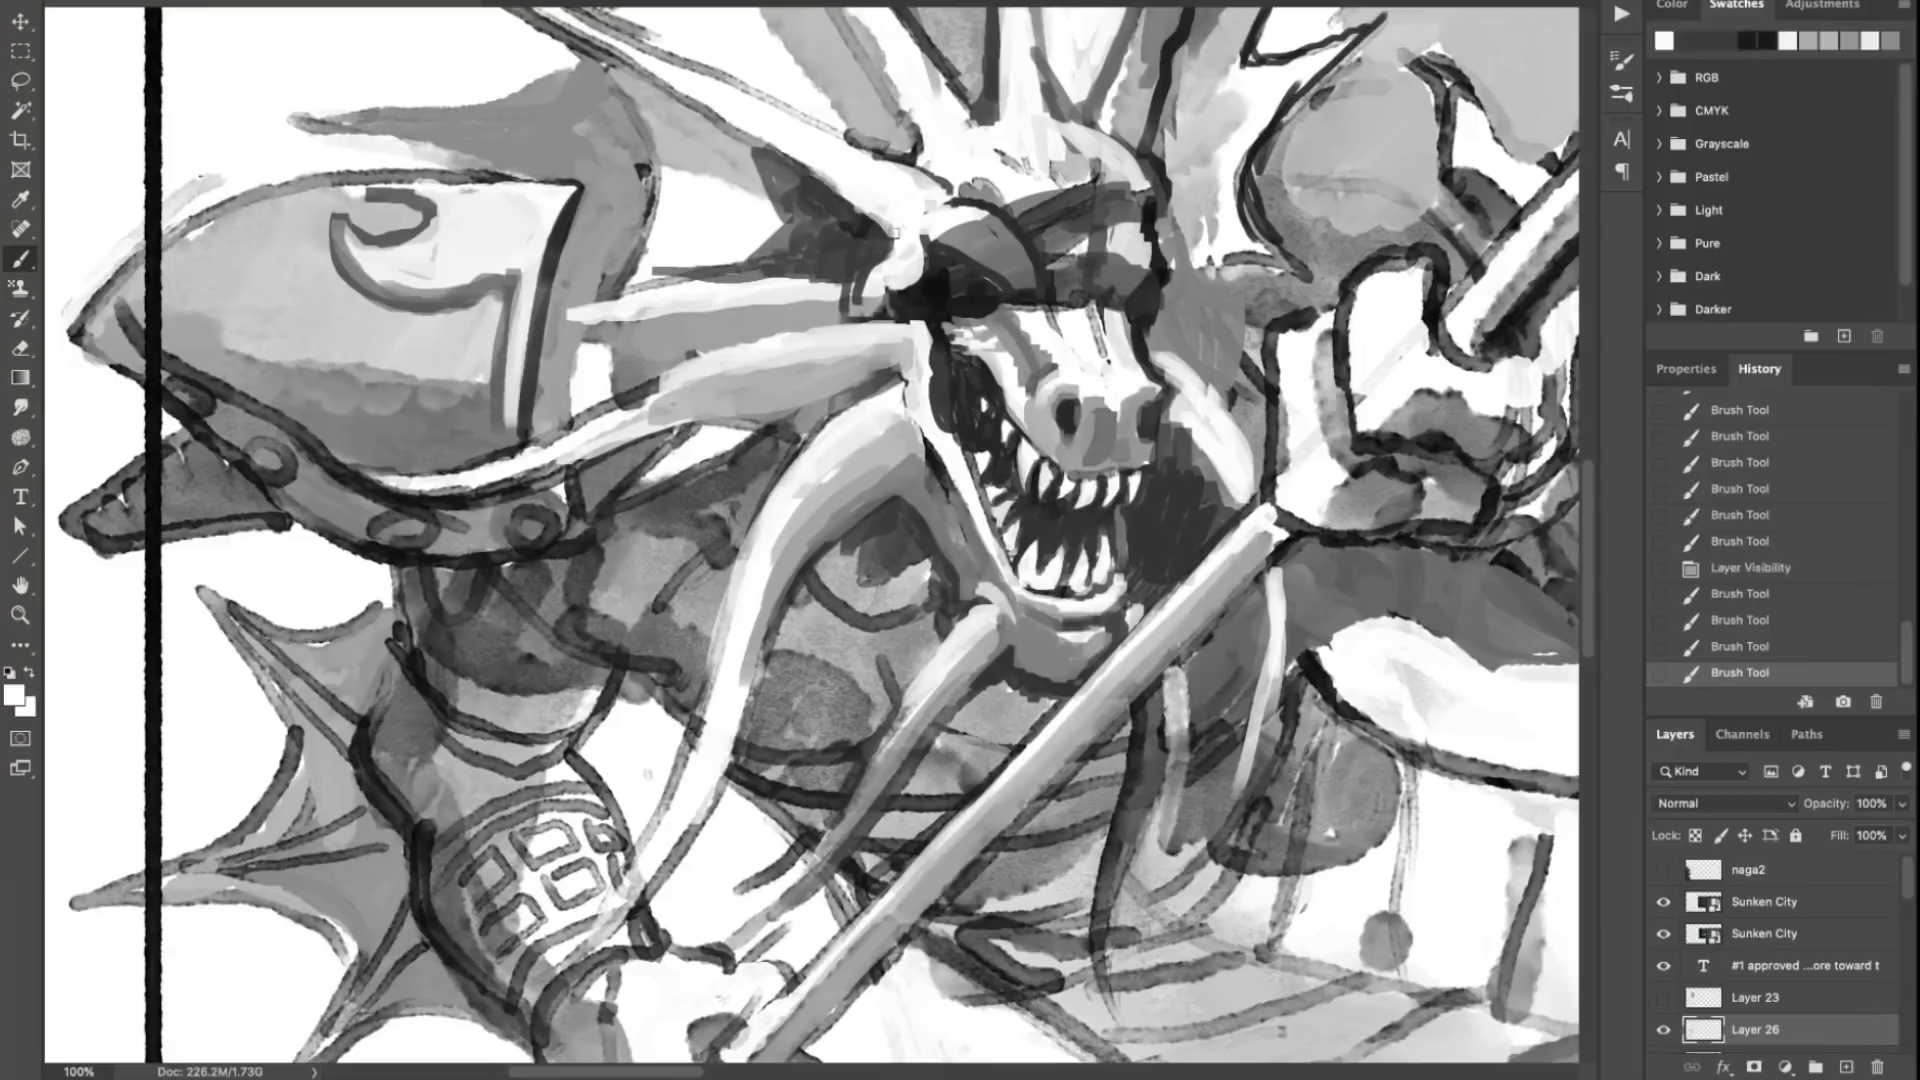 Color Swatches Adjustments
RGB
CMYK
Grayscale
Pastel
Light
Pure
Dark
Darker
Properties History
Brush Tool
Brush Tool
Brush Tool
Brush Tool
Brush Tool
Brush Tool
Layer Visibility
Brush Tool
Brush Tool
Brush Tool
Brush Tool
Layers Channels Paths
Kind
Normal Opacity: 100%
Lock: Fill: 100%
naga2
Sunken City
Sunken City
#1 approved ...ore toward t
Layer 23
Layer 26
fx
100% Doc: 226.2M/1.73G